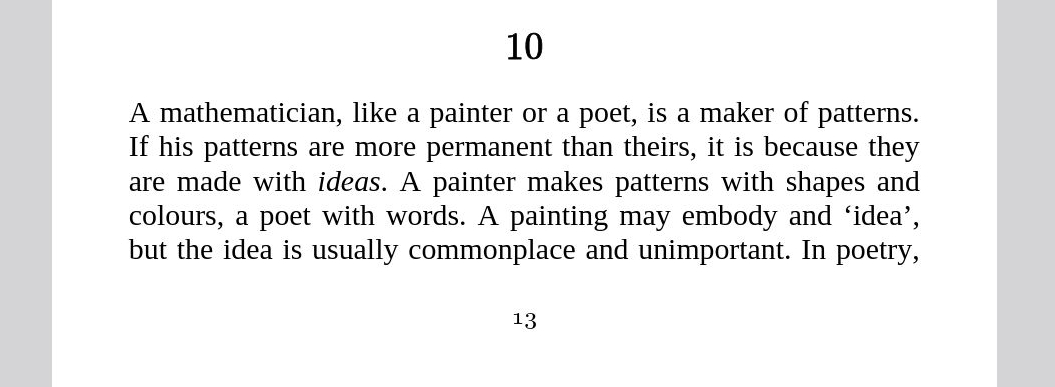 10
A mathematician, like a painter or a poet, is a maker of patterns.
If his patterns are more permanent than theirs, it is because they
are made with ideas. A painter makes patterns with shapes and
colours, a poet with words. A painting may embody and ‘idea’,
but the idea is usually commonplace and unimportant. In poetry,
13